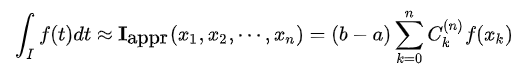 ∫_I f(t)dt ≈ I_appr (x_1, x_2, ⋯, x_n) = (b − a) ∑_{k=0}^{n} C_k^{(n)} f(x_k)